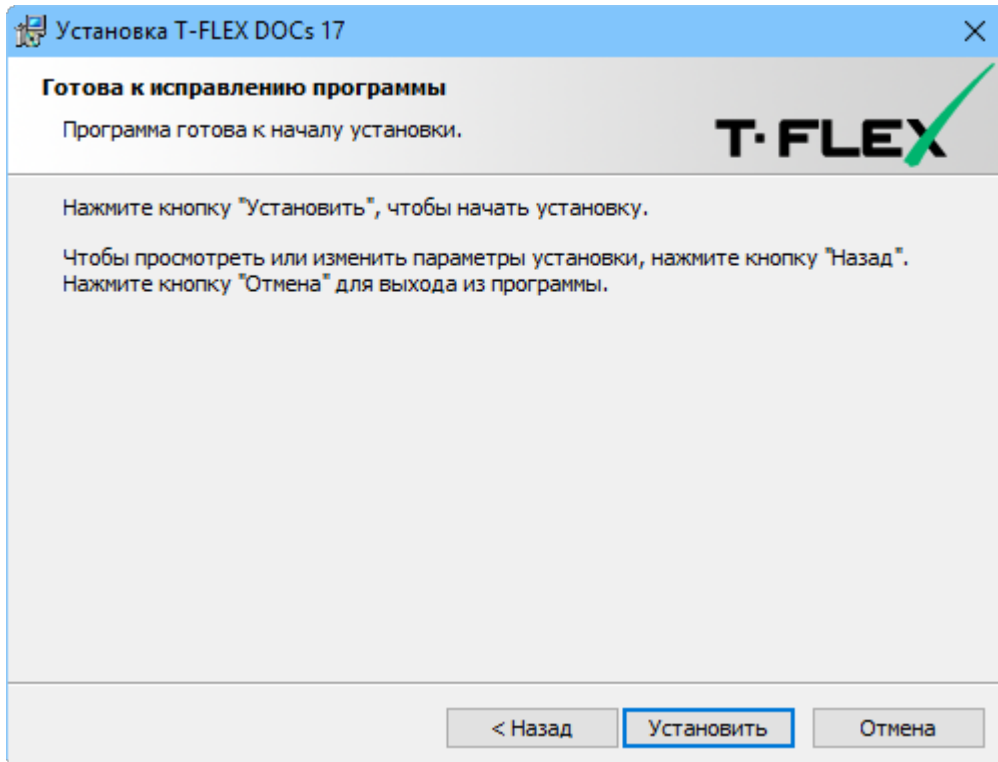 Установка T-FLEX DOCs 17
Готова к исправлению программы
Программа готова к началу установки.
T·FLEX
Нажмите кнопку "Установить", чтобы начать установку.
Чтобы просмотреть или изменить параметры установки, нажмите кнопку "Назад".
Нажмите кнопку "Отмена" для выхода из программы.
< Назад
Установить
Отмена